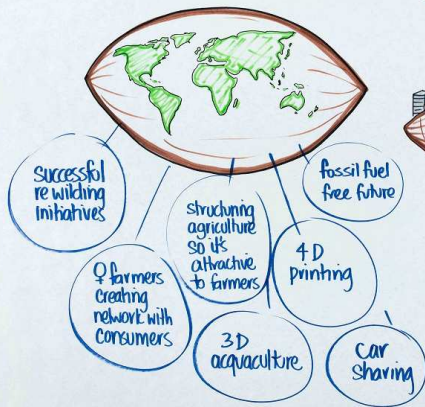 successful
re wilding
initiatives
♀ farmers
creating
network with
consumers
structuring
agriculture
so it's
attractive
to farmers
3D
acquaculture
4D
printing
fossil fuel
free future
car
sharing